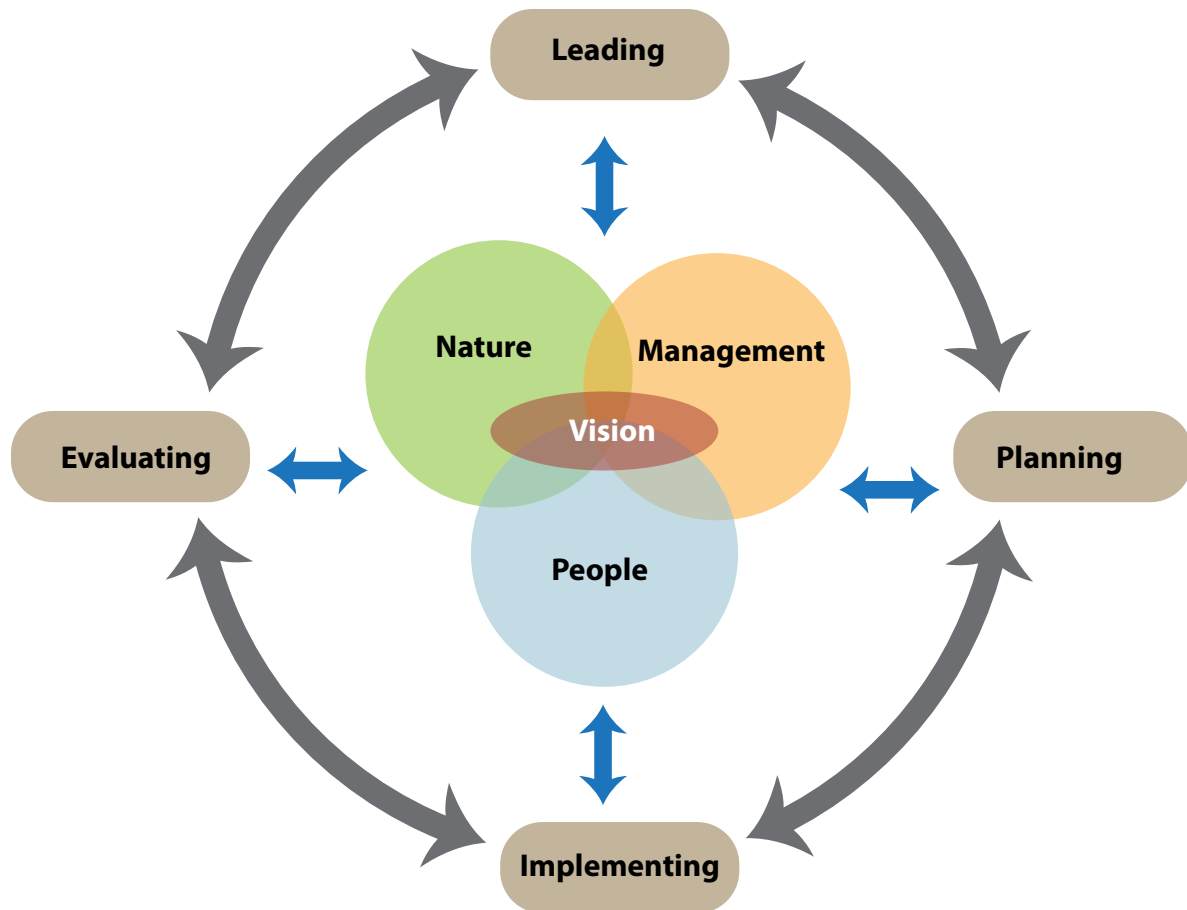 Leading
Nature
Management
Vision
Evaluating
Planning
People
Implementing